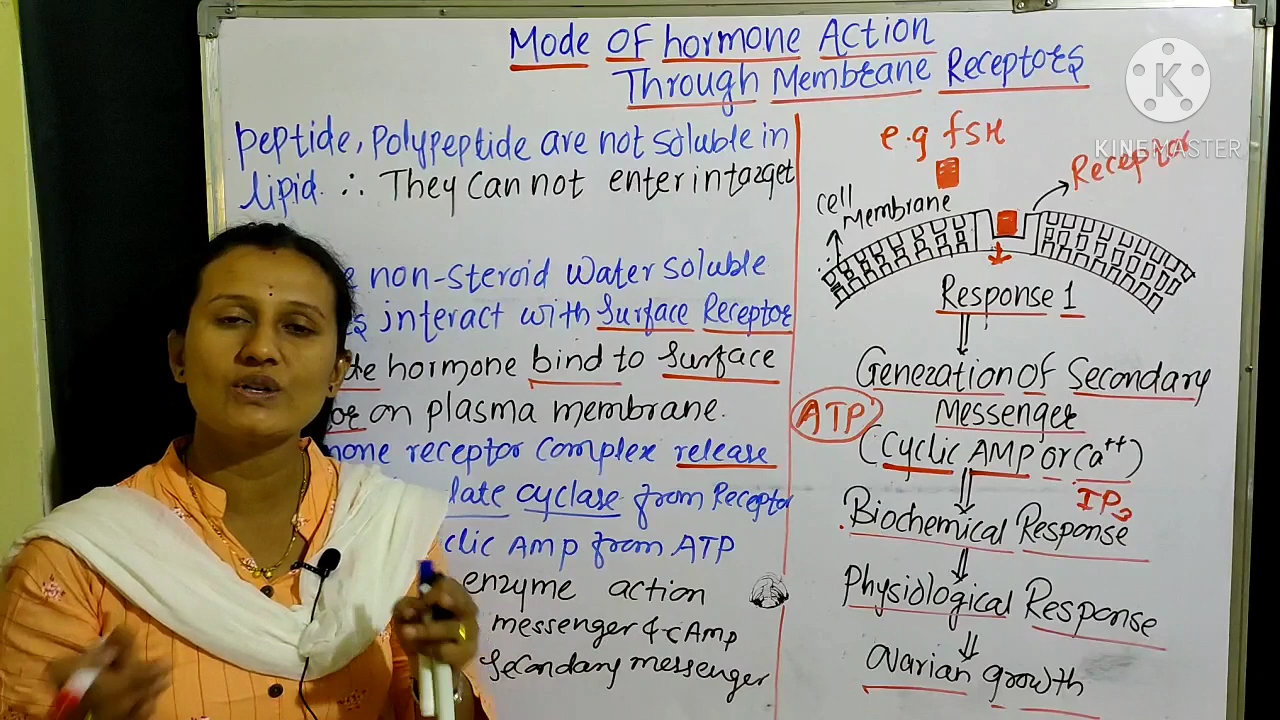 Mode OF hormone Action
Through Membrane Receptors
peptide, polypeptide are not soluble in
lipid. ∴ They can not enter in target
non-steroid water soluble
interact with surface Receptor
hormone bind to surface
on plasma membrane.
receptor complex release
cyclase from Receptor
AMP from ATP
enzyme action
messenger & cAmp
secondary messenger
e.g FSH
Receptor
cell
Membrane
Response 1
Generation of Secondary
Messenger
ATP
(cyclic AMP or Ca++)
IP3
Biochemical Response
Physiological Response
ovarian growth
K
KINEMASTER